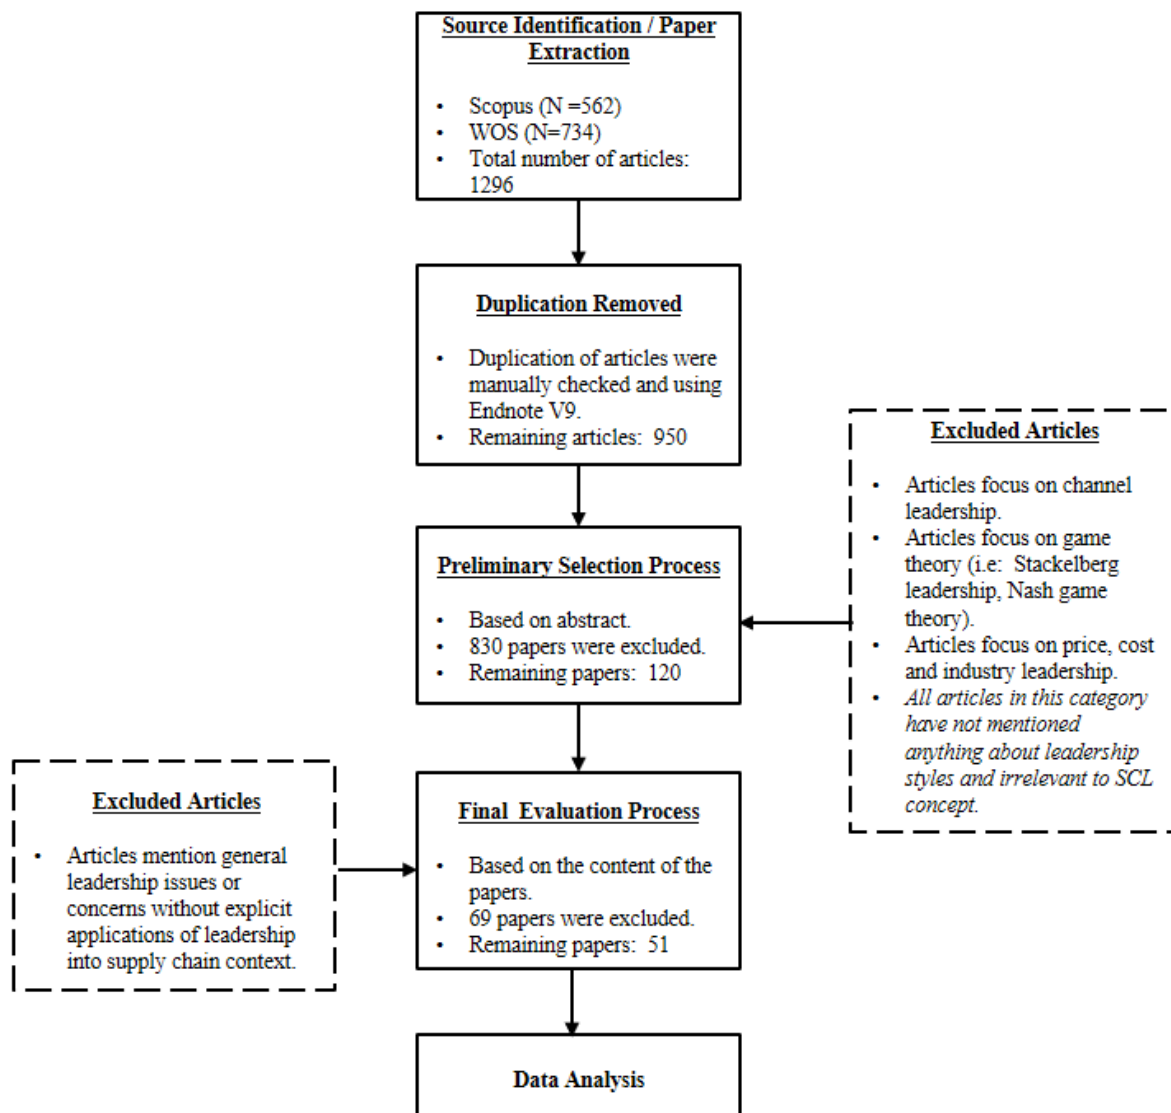 Source Identification / Paper
Extraction
• Scopus (N =562)
• WOS (N=734)
• Total number of articles:
1296
Duplication Removed
• Duplication of articles were
manually checked and using
Endnote V9.
• Remaining articles: 950
Excluded Articles
• Articles focus on channel
leadership.
• Articles focus on game
theory (i.e: Stackelberg
leadership, Nash game
theory).
• Articles focus on price, cost
and industry leadership.
• All articles in this category
have not mentioned
anything about leadership
styles and irrelevant to SCL
concept.
Preliminary Selection Process
• Based on abstract.
• 830 papers were excluded.
• Remaining papers: 120
Excluded Articles
• Articles mention general
leadership issues or
concerns without explicit
applications of leadership
into supply chain context.
Final Evaluation Process
• Based on the content of the
papers.
• 69 papers were excluded.
• Remaining papers: 51
Data Analysis